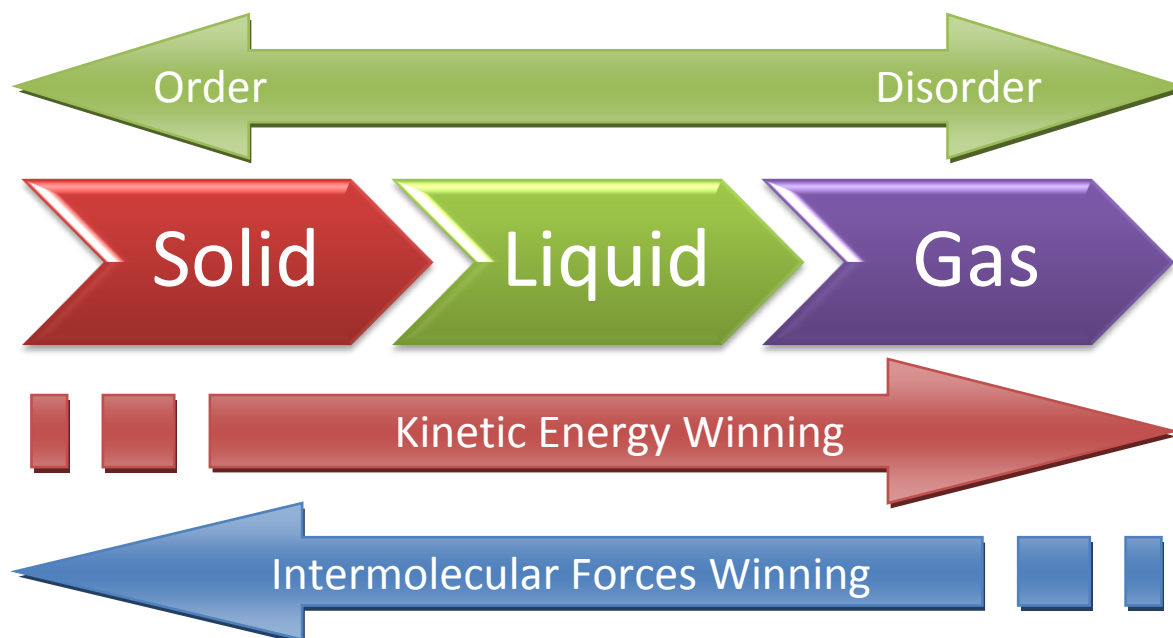 Order Disorder
Solid Liquid Gas
Kinetic Energy Winning
Intermolecular Forces Winning